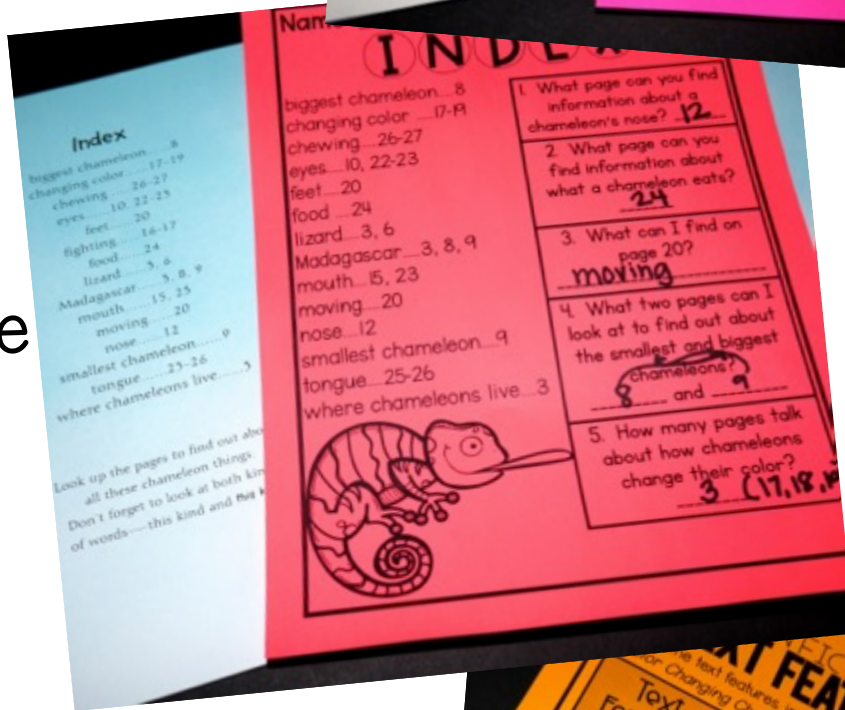 e
Index
biggest chameleon......8
changing color......17-19
chewing......26-27
eyes......10, 22-23
feet......20
fighting......16-17
food......24
lizard......3, 6
Madagascar......3, 8, 9
mouth......15, 23
moving......20
nose......12
smallest chameleon......9
tongue......25-26
where chameleons live......3
Look up the pages to find out
all these chameleon things.
Don't forget to look at both
of words—this kind and this
INDEX
biggest chameleon....8
changing color ....17-19
chewing....26-27
eyes....10, 22-23
feet....20
food ....24
lizard....3, 6
Madagascar....3, 8, 9
mouth....15, 23
moving....20
nose....12
smallest chameleon....9
tongue....25-26
where chameleons live....3
1. What page can you find
information about a
chameleon's nose? 12
2. What page can you
find information about
what a chameleon eats?
24
3. What can I find on
page 20?
moving
4. What two pages can I
look at to find out about
the smallest and biggest
chameleons?
8 and 9
5. How many pages talk
about how chameleons
change their color?
3 (17, 18,
text features
Changing
Text